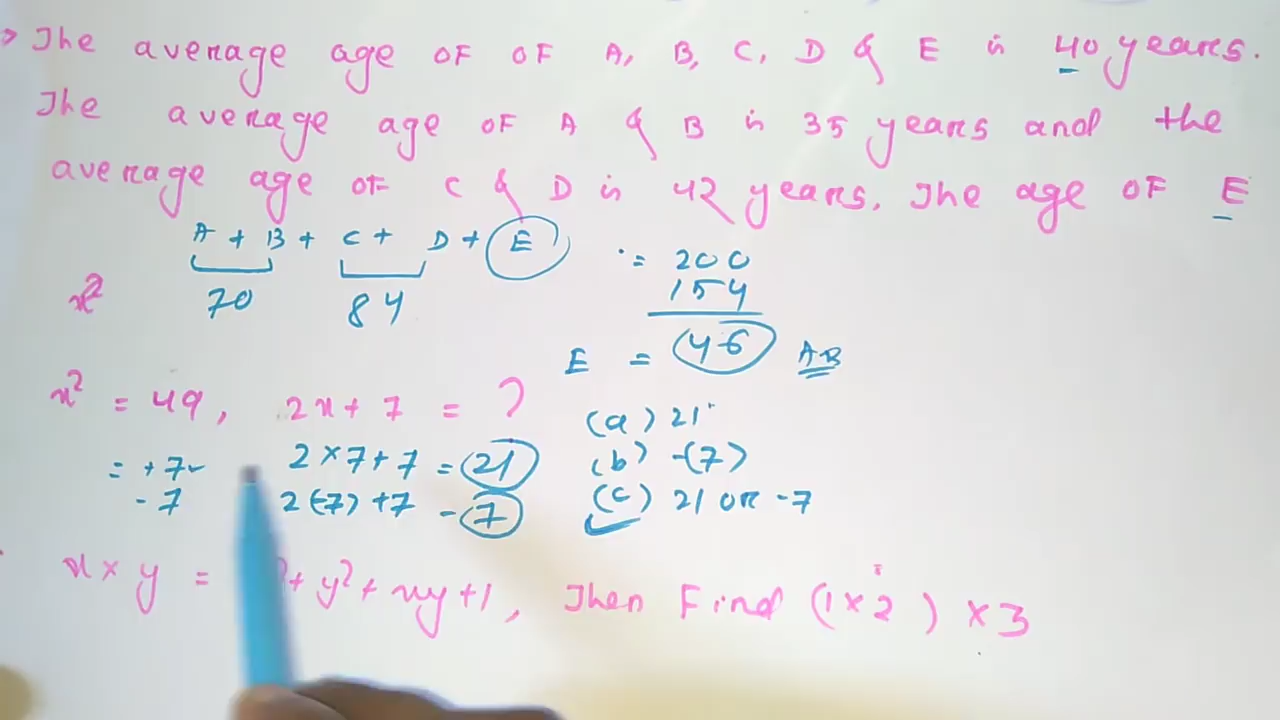 The average age of of A, B, C, D & E is 40 years.
The average age of A & B is 35 years and the
average age of C & D is 42 years. The age of E
A + B + C + D + E = 200
x²
70 84 154
E = 46 AB
x² = 49, 2x + 7 = ?
(a) 21
= +7 2 × 7 + 7 = 21
(b) -(7)
-7 2(-7) + 7 -7
(c) 21 or -7
x × y = + y² + xy + 1, Then Find (1 × 2) × 3